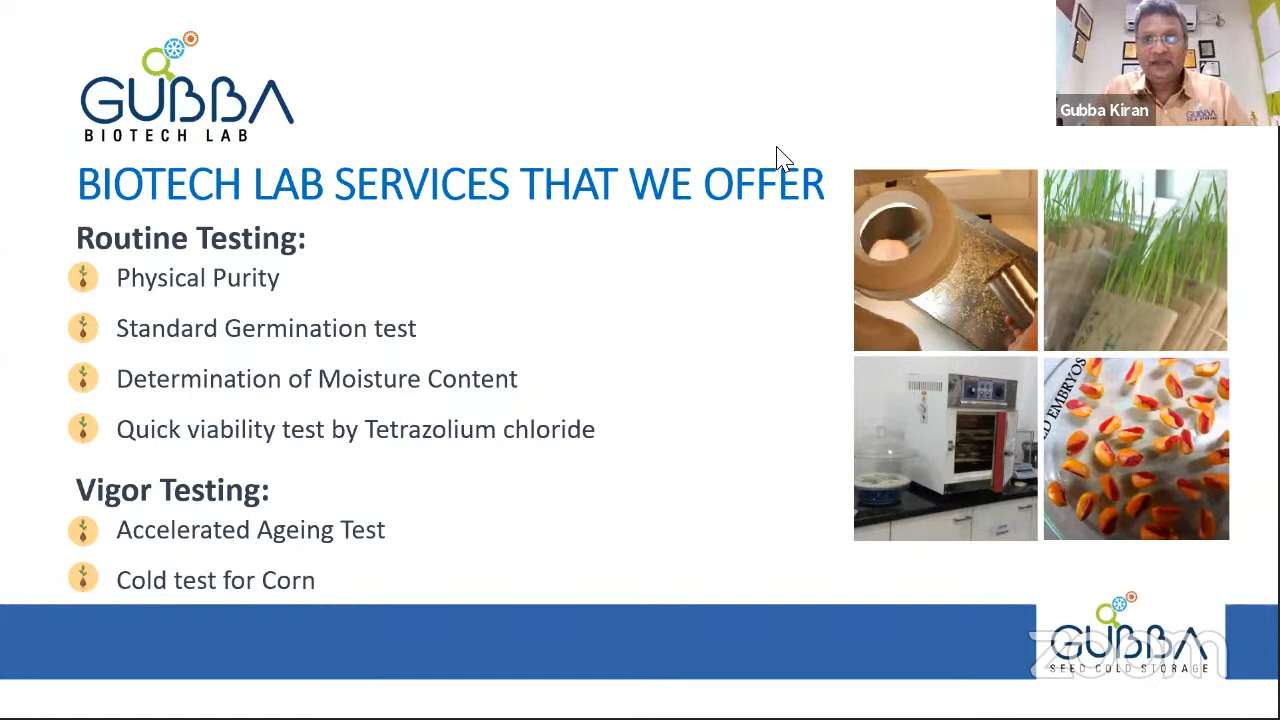 GUBBA
BIOTECH LAB
Gubba Kiran
BIOTECH LAB SERVICES THAT WE OFFER
Routine Testing:
Physical Purity
Standard Germination test
Determination of Moisture Content
Quick viability test by Tetrazolium chloride
Vigor Testing:
Accelerated Ageing Test
Cold test for Corn
D EMBRYOS
GUBBA
SEED COLD STORAGE
zoom